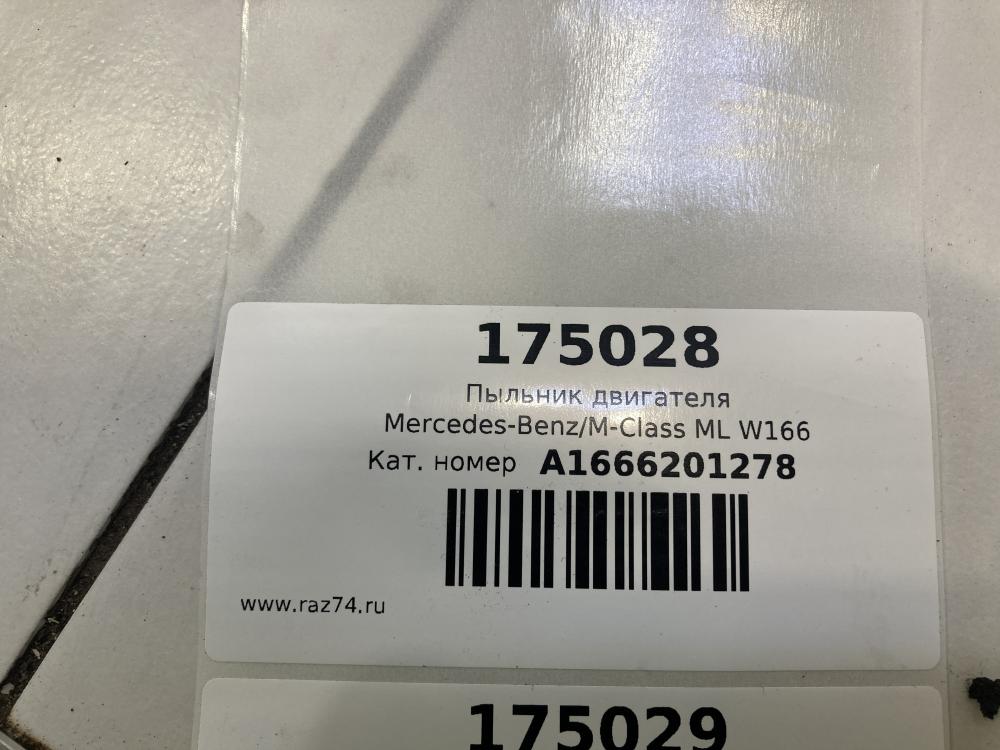 175028
Пыльник двигателя
Mercedes-Benz/M-Class ML W166
Кат. номер A1666201278
www.raz74.ru
175029